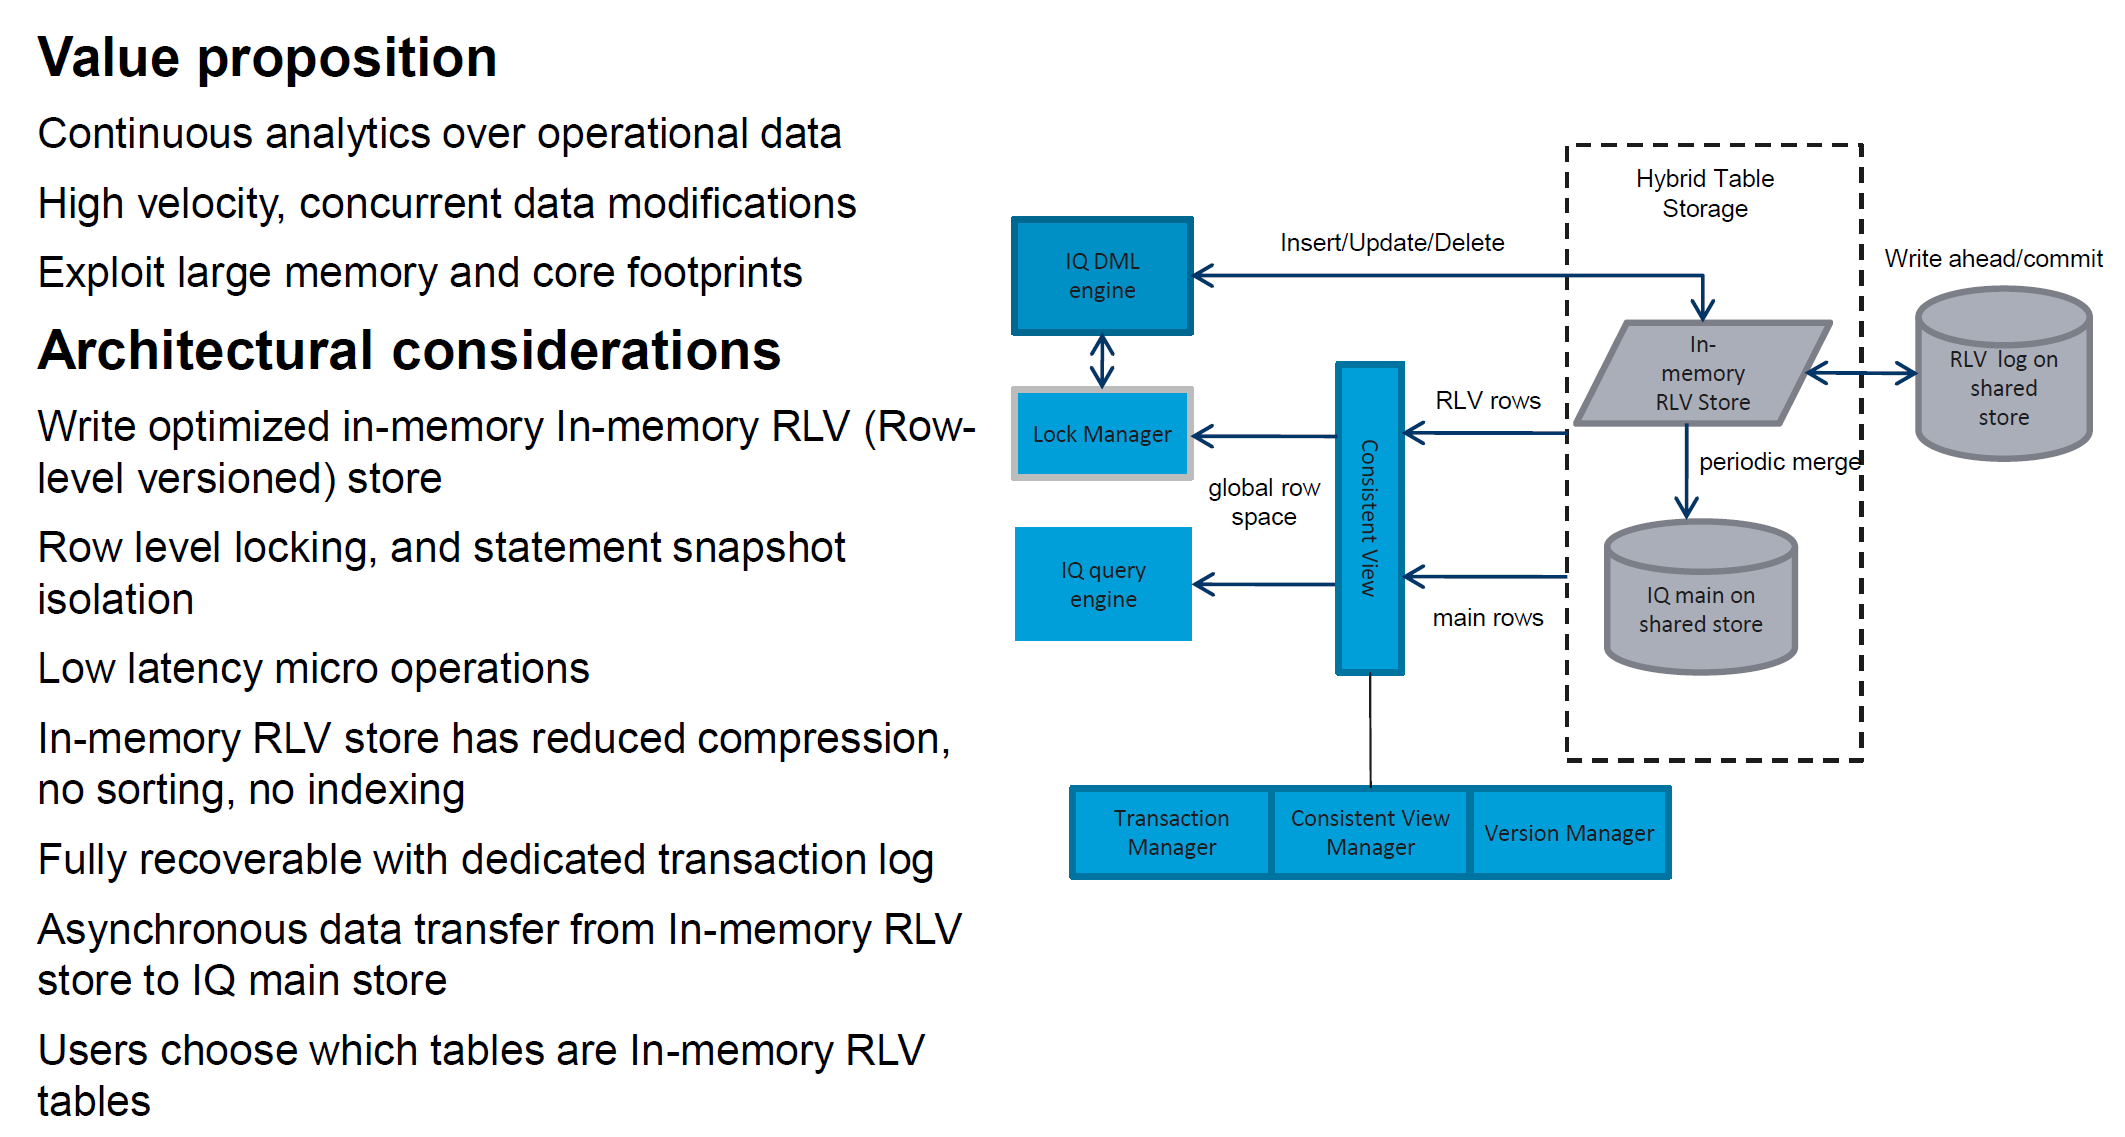 Value proposition
Continuous analytics over operational data
High velocity, concurrent data modifications
Exploit large memory and core footprints
Architectural considerations
Write optimized in-memory In-memory RLV (Row-
level versioned) store
Row level locking, and statement snapshot
isolation
Low latency micro operations
In-memory RLV store has reduced compression,
no sorting, no indexing
Fully recoverable with dedicated transaction log
Asynchronous data transfer from In-memory RLV
store to IQ main store
Users choose which tables are In-memory RLV
tables
Hybrid Table
Storage
Insert/Update/Delete
Write ahead/commit
IQ DML
engine
In-
memory
RLV Store
RLV log on
shared
store
Lock Manager
RLV rows
periodic merge
global row
space
Consistent View
IQ query
engine
main rows
IQ main on
shared store
Transaction
Manager
Consistent View
Manager
Version Manager